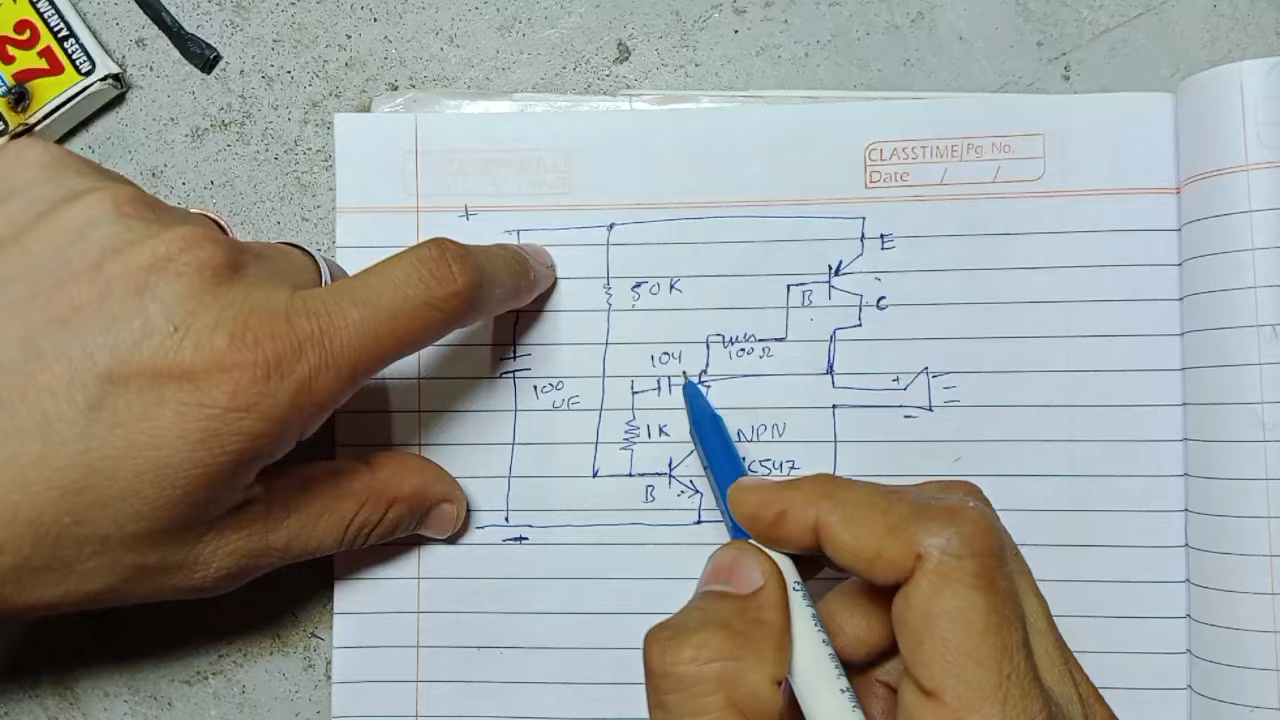 TWENTY SEVEN
27
CLASSTIME/Pg. No.
Date / /
+
E
50K
B
C
100Ω
104
100
UF
+
-
1K
NPN
C547
B